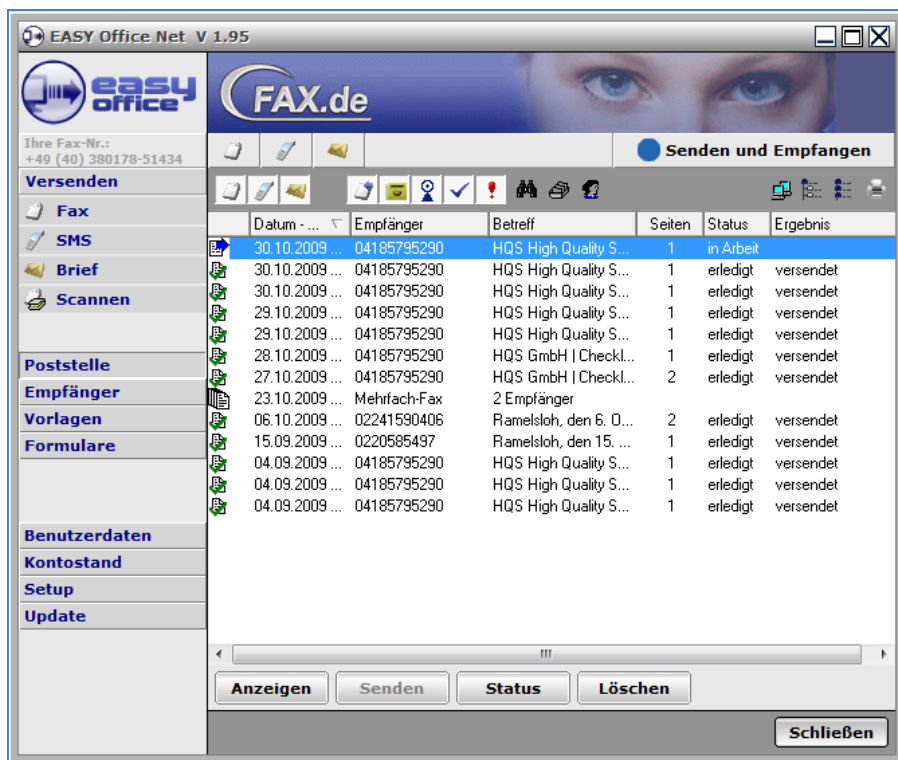 EASY Office Net V 1.95
easy office
FAX.de
Ihre Fax-Nr.:
+49 (40) 380178-51434
Senden und Empfangen
Versenden
Fax
SMS
Brief
Scannen
Poststelle
Empfänger
Vorlagen
Formulare
Benutzerdaten
Kontostand
Setup
Update
Datum - ... Empfänger Betreff Seiten Status Ergebnis
30.10.2009 ... 04185795290 HQS High Quality S... 1 in Arbeit
30.10.2009 ... 04185795290 HQS High Quality S... 1 erledigt versendet
30.10.2009 ... 04185795290 HQS High Quality S... 1 erledigt versendet
29.10.2009 ... 04185795290 HQS High Quality S... 1 erledigt versendet
29.10.2009 ... 04185795290 HQS High Quality S... 1 erledigt versendet
28.10.2009 ... 04185795290 HQS GmbH | Checkl... 1 erledigt versendet
27.10.2009 ... 04185795290 HQS GmbH | Checkl... 2 erledigt versendet
23.10.2009 ... Mehrfach-Fax 2 Empfänger
06.10.2009 ... 02241590406 Ramelsloh, den 6. O... 2 erledigt versendet
15.09.2009 ... 0220585497 Ramelsloh, den 15. ... 1 erledigt versendet
04.09.2009 ... 04185795290 HQS High Quality S... 1 erledigt versendet
04.09.2009 ... 04185795290 HQS High Quality S... 1 erledigt versendet
04.09.2009 ... 04185795290 HQS High Quality S... 1 erledigt versendet
Anzeigen Senden Status Löschen
Schließen